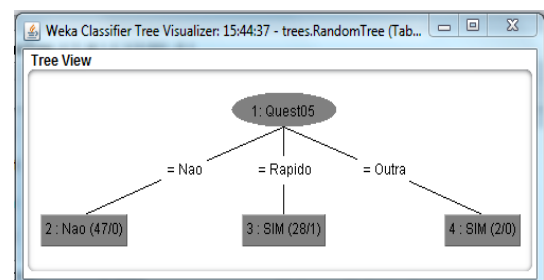 Weka Classifier Tree Visualizer: 15:44:37 - trees.RandomTree (Tab...
Tree View
1: Quest05
= Nao = Rapido = Outra
2 : Nao (47/0) 3 : SIM (28/1) 4 : SIM (2/0)